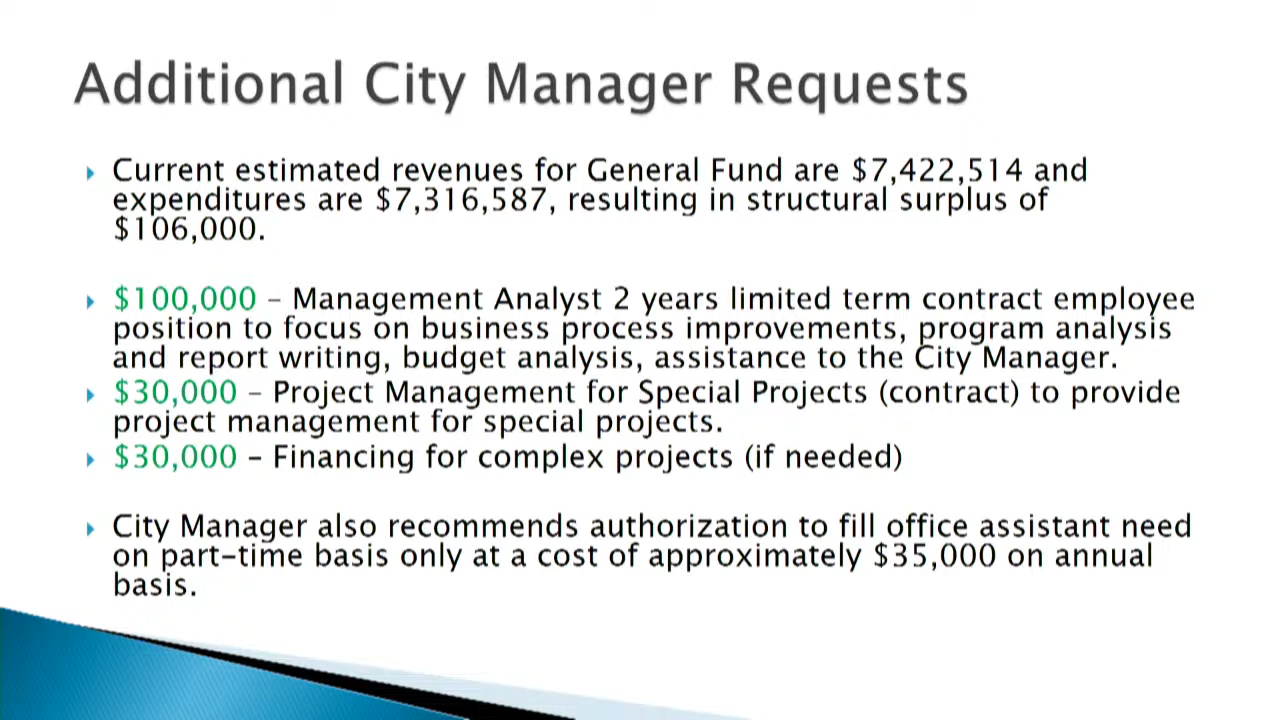 Additional City Manager Requests
Current estimated revenues for General Fund are $7,422,514 and
expenditures are $7,316,587, resulting in structural surplus of
$106,000.
$100,000 – Management Analyst 2 years limited term contract employee
position to focus on business process improvements, program analysis
and report writing, budget analysis, assistance to the City Manager.
$30,000 – Project Management for Special Projects (contract) to provide
project management for special projects.
$30,000 – Financing for complex projects (if needed)
City Manager also recommends authorization to fill office assistant need
on part-time basis only at a cost of approximately $35,000 on annual
basis.